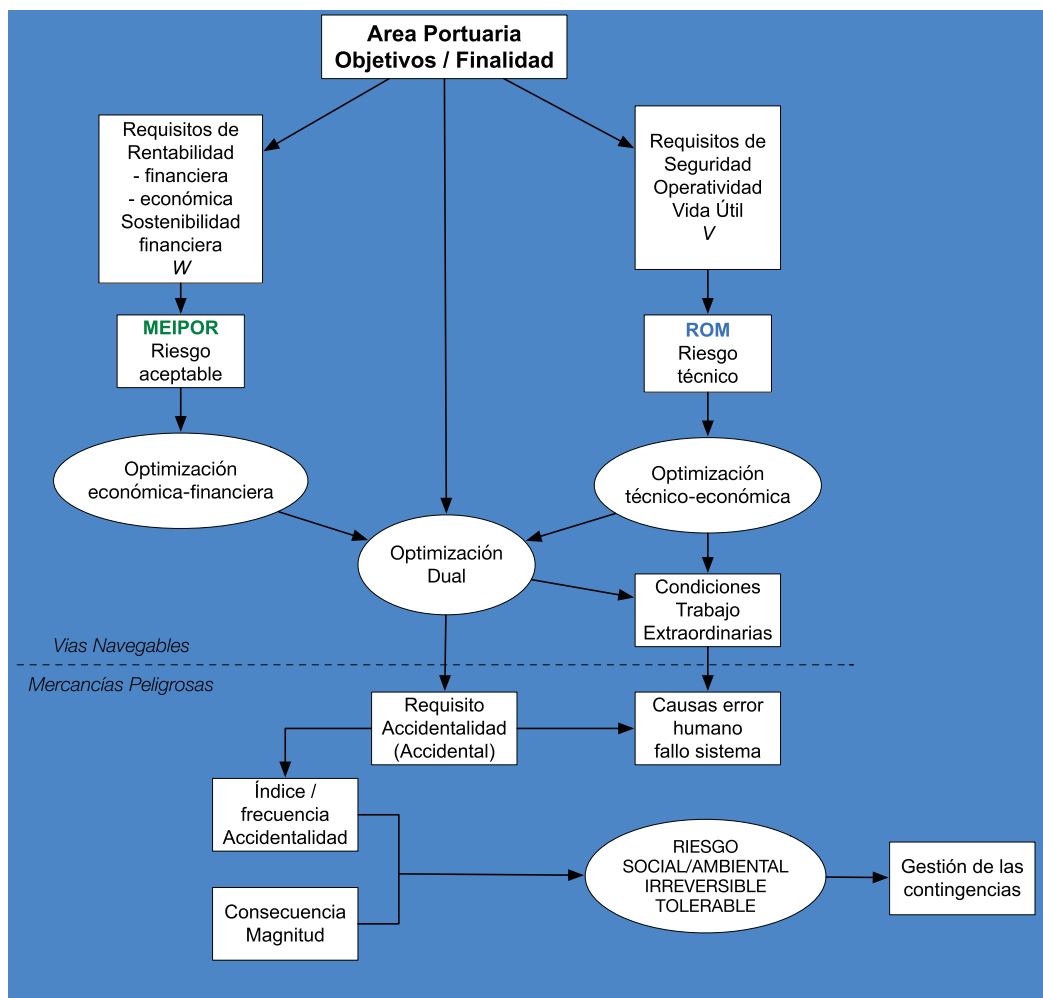 Area Portuaria
Objetivos / Finalidad
Requisitos de
Rentabilidad
- financiera
- económica
Sostenibilidad
financiera
W
Requisitos de
Seguridad
Operatividad
Vida Útil
V
MEIPOR
Riesgo
aceptable
ROM
Riesgo
técnico
Optimización
económica-financiera
Optimización
técnico-económica
Optimización
Dual
Condiciones
Trabajo
Extraordinarias
Vias Navegables
Mercancías Peligrosas
Requisito
Accidentalidad
(Accidental)
Causas error
humano
fallo sistema
Índice /
frecuencia
Accidentalidad
Consecuencia
Magnitud
RIESGO
SOCIAL/AMBIENTAL
IRREVERSIBLE
TOLERABLE
Gestión de las
contingencias